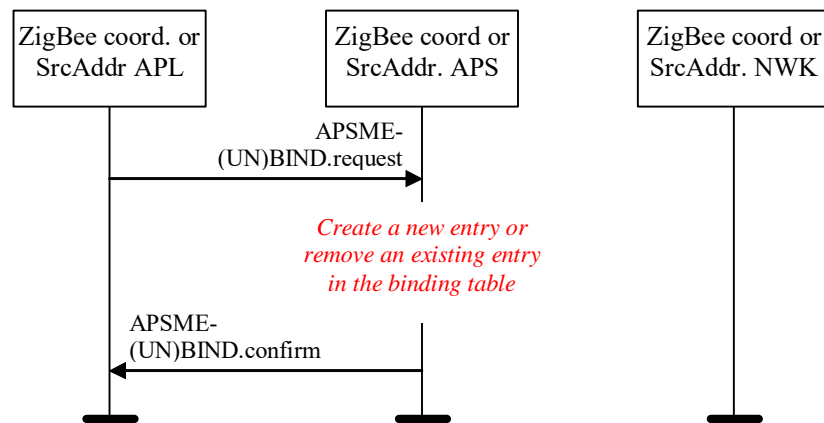 ZigBee coord. or
SrcAddr APL
ZigBee coord or
SrcAddr. APS
ZigBee coord or
SrcAddr. NWK
APSME-
(UN)BIND.request
Create a new entry or
remove an existing entry
in the binding table
APSME-
(UN)BIND.confirm